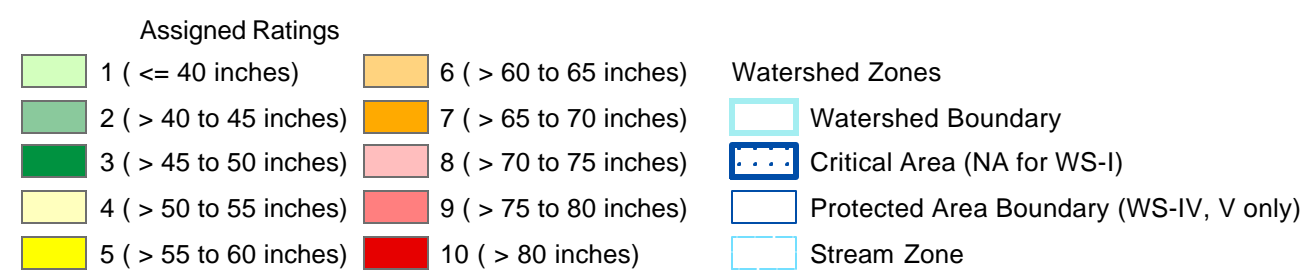 Assigned Ratings
1 ( <= 40 inches)
2 ( > 40 to 45 inches)
3 ( > 45 to 50 inches)
4 ( > 50 to 55 inches)
5 ( > 55 to 60 inches)
6 ( > 60 to 65 inches)
7 ( > 65 to 70 inches)
8 ( > 70 to 75 inches)
9 ( > 75 to 80 inches)
10 ( > 80 inches)
Watershed Zones
Watershed Boundary
Critical Area (NA for WS-I)
Protected Area Boundary (WS-IV, V only)
Stream Zone